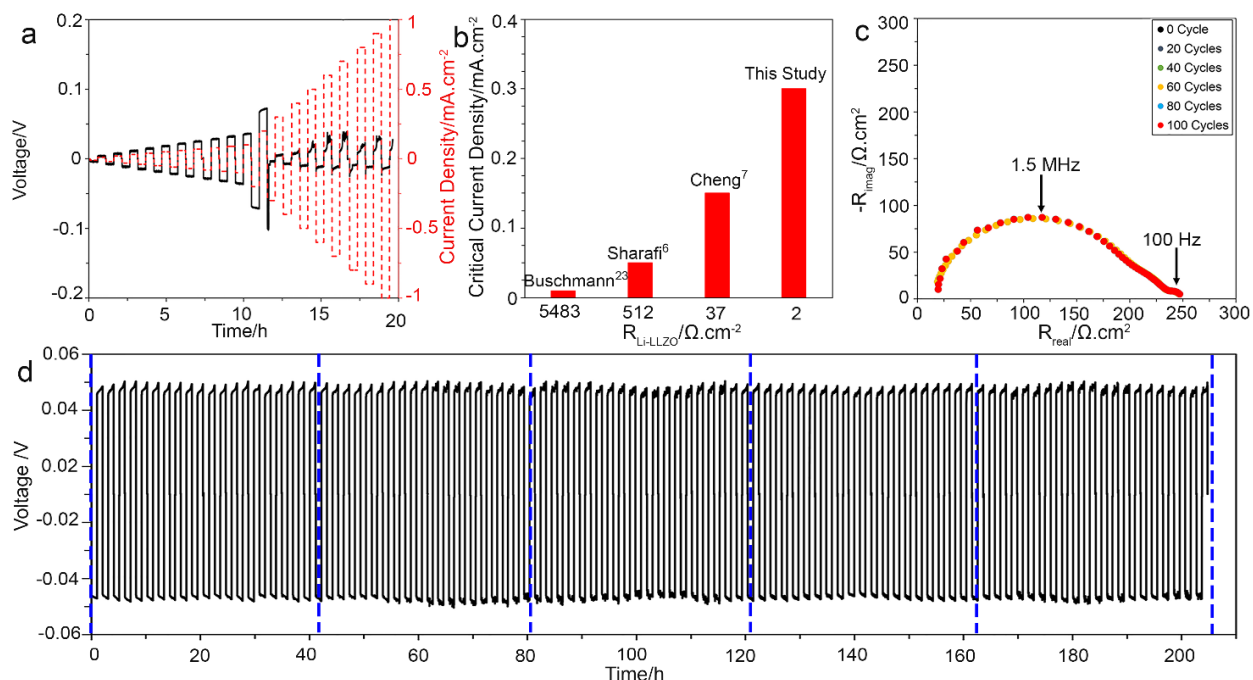 a
0.2
0.1
0
-0.1
-0.2
Voltage/V
0
5
10
15
20
Time/h
1
0.5
0
-0.5
-1
Current Density/mA.cm-2
b
0.4
0.3
0.2
0.1
0
Critical Current Density/mA.cm-2
Buschmann23
Sharafi6
Cheng7
This Study
5483
512
37
2
RLi-LLZO/Ω.cm-2
c
300
250
200
150
100
50
0
-Rimag/Ω.cm2
0 Cycle
20 Cycles
40 Cycles
60 Cycles
80 Cycles
100 Cycles
1.5 MHz
100 Hz
0
50
100
150
200
250
300
Rreal/Ω.cm2
d
0.06
0.04
0.02
0.00
-0.02
-0.04
-0.06
Voltage /V
0
20
40
60
80
100
120
140
160
180
200
Time/h